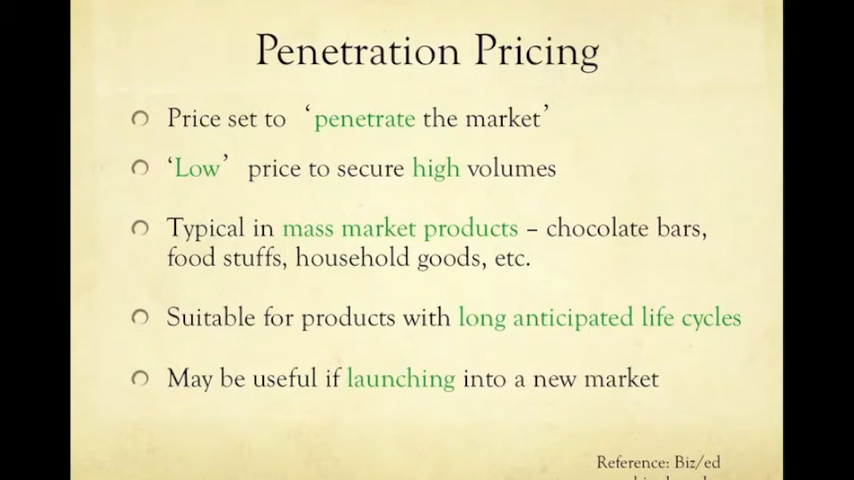 Penetration Pricing
Price set to ‘penetrate the market’
‘Low’ price to secure high volumes
Typical in mass market products – chocolate bars,
food stuffs, household goods, etc.
Suitable for products with long anticipated life cycles
May be useful if launching into a new market
Reference: Biz/ed